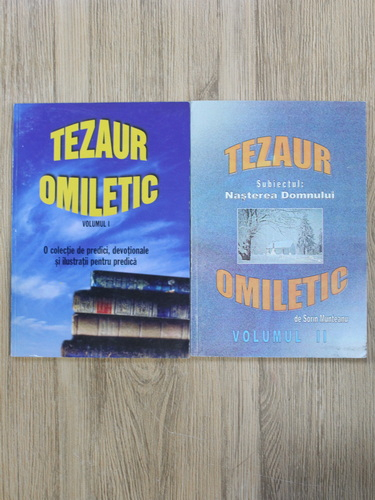 TEZAUR
OMILETIC
VOLUMUL I
O colecție de predici, devoționale
și ilustrații pentru predică
TEZAUR
Subiectul:
Nașterea Domnului
OMILETIC
de Sorin Munteanu
VOLUMUL II